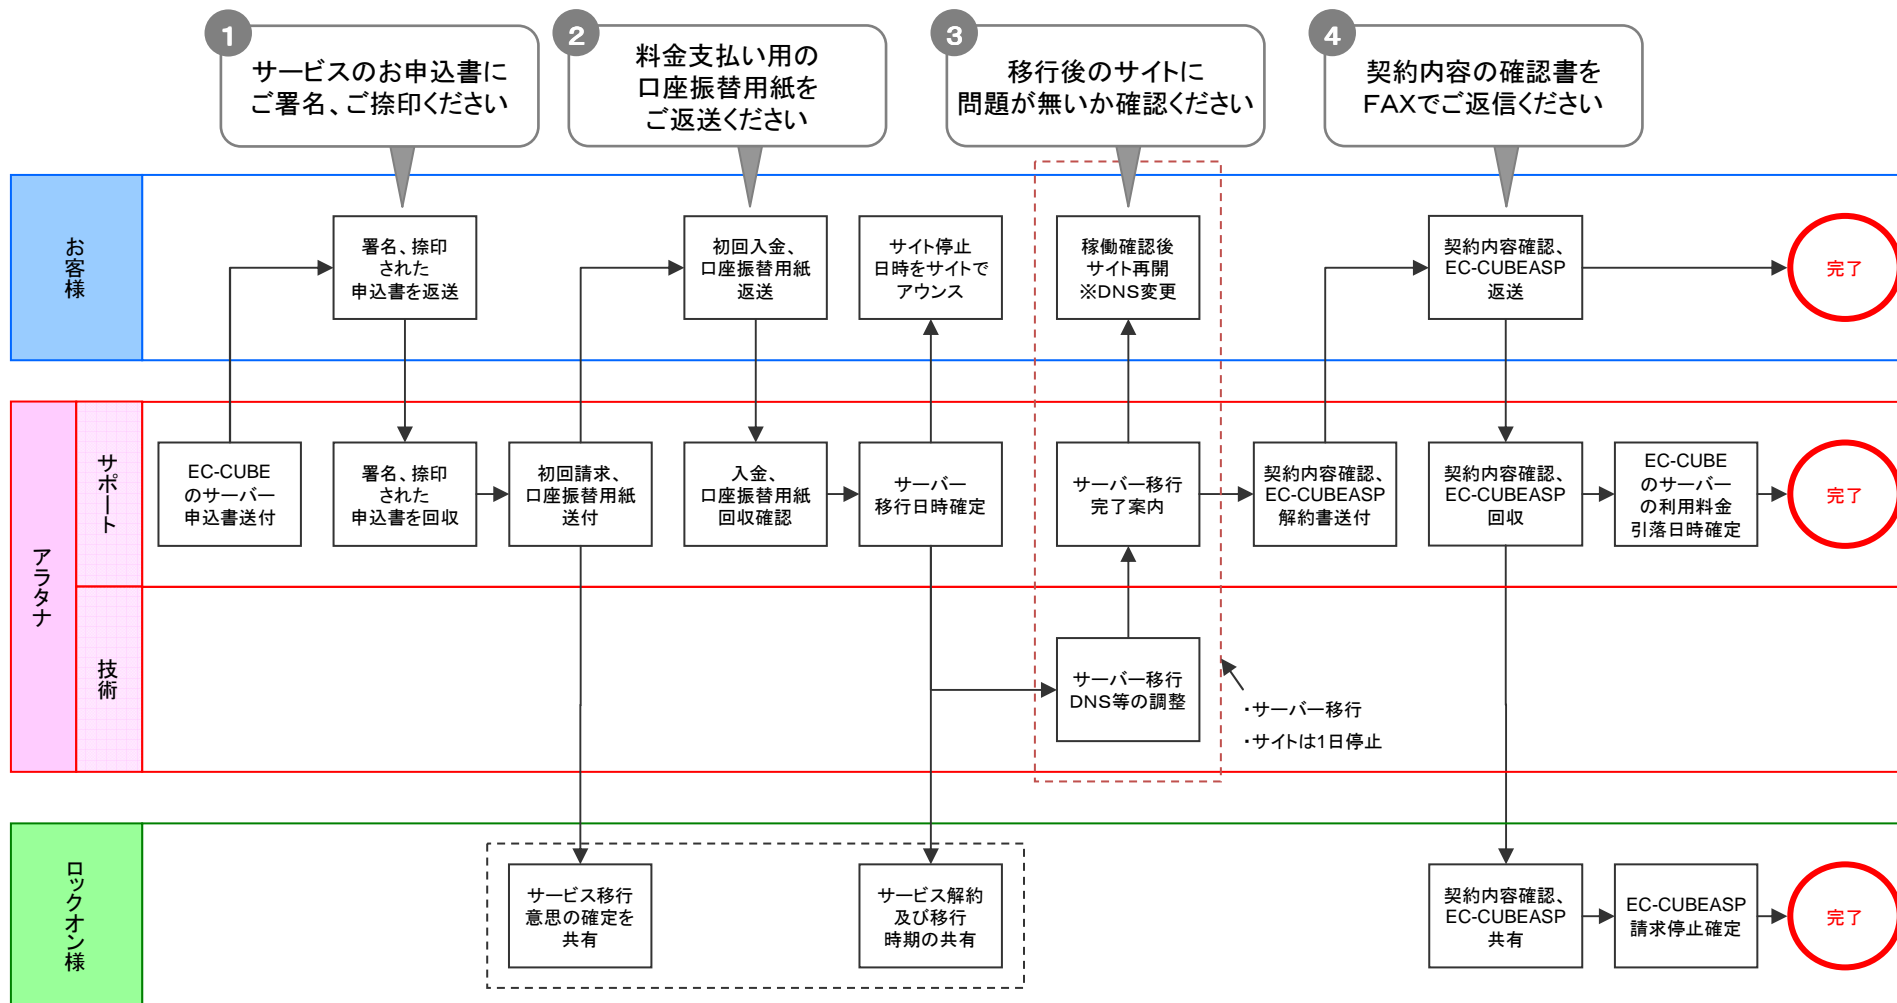 1
サービスのお申込書に
ご署名、ご捺印ください
2
料金支払い用の
口座振替用紙を
ご返送ください
3
移行後のサイトに
問題が無いか確認ください
4
契約内容の確認書を
FAXでご返信ください
お客様
署名、捺印
された
申込書を返送
初回入金、
口座振替用紙
返送
サイト停止
日時をサイトで
アウンス
稼働確認後
サイト再開
※DNS変更
契約内容確認、
EC-CUBEASP
返送
完了
アラタナ
サポート
EC-CUBE
のサーバー
申込書送付
署名、捺印
された
申込書を回収
初回請求、
口座振替用紙
送付
入金、
口座振替用紙
回収確認
サーバー
移行日時確定
サーバー移行
完了案内
契約内容確認、
EC-CUBEASP
解約書送付
契約内容確認、
EC-CUBEASP
回収
EC-CUBE
のサーバー
の利用料金
引落日時確定
完了
技術
サーバー移行
DNS等の調整
・サーバー移行
・サイトは1日停止
ロックオン様
サービス移行
意思の確定を
共有
サービス解約
及び移行
時期の共有
契約内容確認、
EC-CUBEASP
共有
EC-CUBEASP
請求停止確定
完了